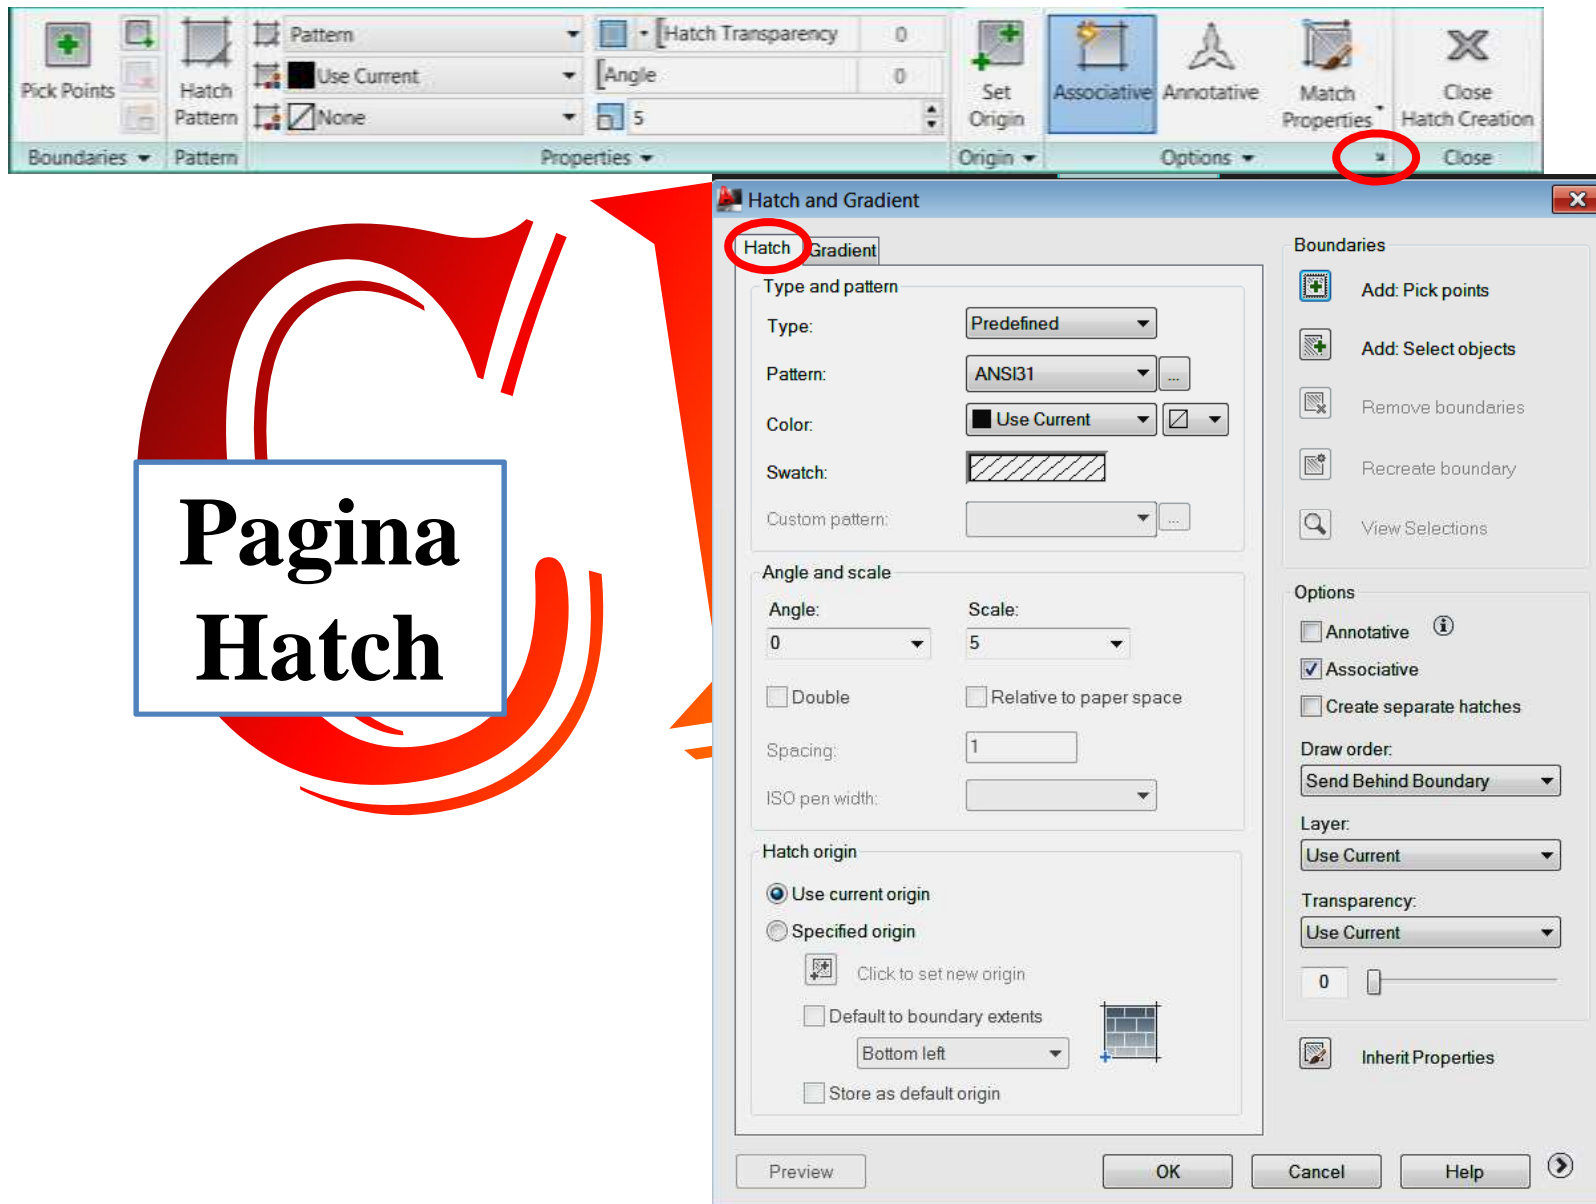 Pattern
Hatch Transparency 0
Pick Points
Hatch
Pattern
Use Current
Angle 0
None
5
Set
Origin
Associative
Annotative
Match
Properties
Close
Hatch Creation
Boundaries
Pattern
Properties
Origin
Options
Close
Pagina
Hatch
Hatch and Gradient
Hatch
Gradient
Type and pattern
Type: Predefined
Pattern: ANSI31 ...
Color: Use Current
Swatch:
Custom pattern: ...
Angle and scale
Angle: Scale:
0 5
Double Relative to paper space
Spacing: 1
ISO pen width:
Hatch origin
Use current origin
Specified origin
Click to set new origin
Default to boundary extents
Bottom left
Store as default origin
Boundaries
Add: Pick points
Add: Select objects
Remove boundaries
Recreate boundary
View Selections
Options
Annotative
Associative
Create separate hatches
Draw order:
Send Behind Boundary
Layer:
Use Current
Transparency:
Use Current
0
Inherit Properties
Preview OK Cancel Help